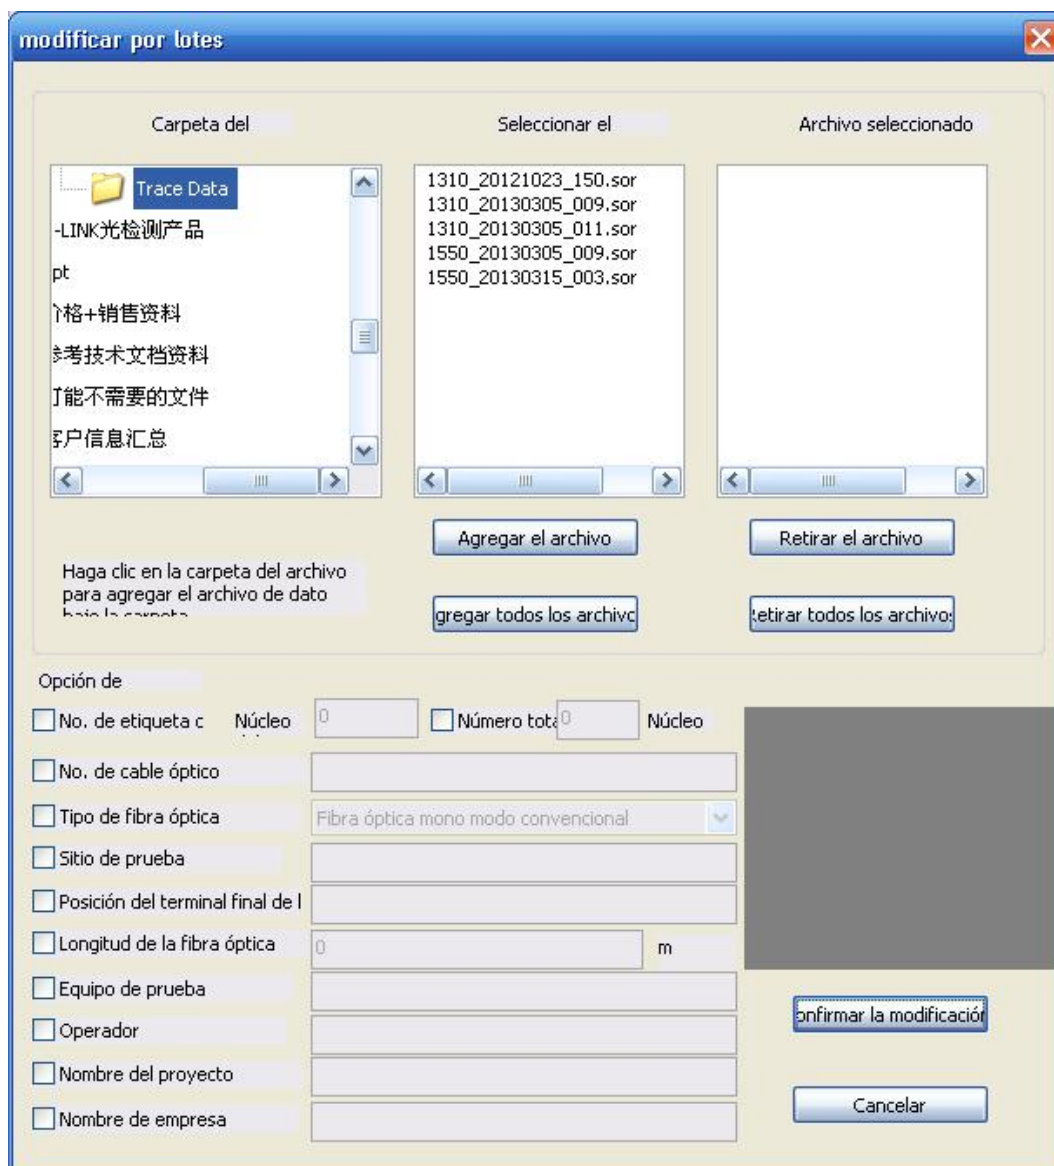 modificar por lotes
Carpeta del
Seleccionar el
Archivo seleccionado
Trace Data
-LINK光检测产品
pt
价格+销售资料
参考技术文档资料
可能不需要的文件
客户信息汇总
1310_20121023_150.sor
1310_20130305_009.sor
1310_20130305_011.sor
1550_20130305_009.sor
1550_20130315_003.sor
Agregar el archivo
Retirar el archivo
Haga clic en la carpeta del archivo
para agregar el archivo de dato
bajo la carpeta
gregar todos los archivo
etirar todos los archivos
Opción de
No. de etiqueta c Núcleo 0 Número tota 0 Núcleo
No. de cable óptico
Tipo de fibra óptica Fibra óptica mono modo convencional
Sitio de prueba
Posición del terminal final de l
Longitud de la fibra óptica 0 m
Equipo de prueba
Operador
Nombre del proyecto
Nombre de empresa
onfirmar la modificación
Cancelar